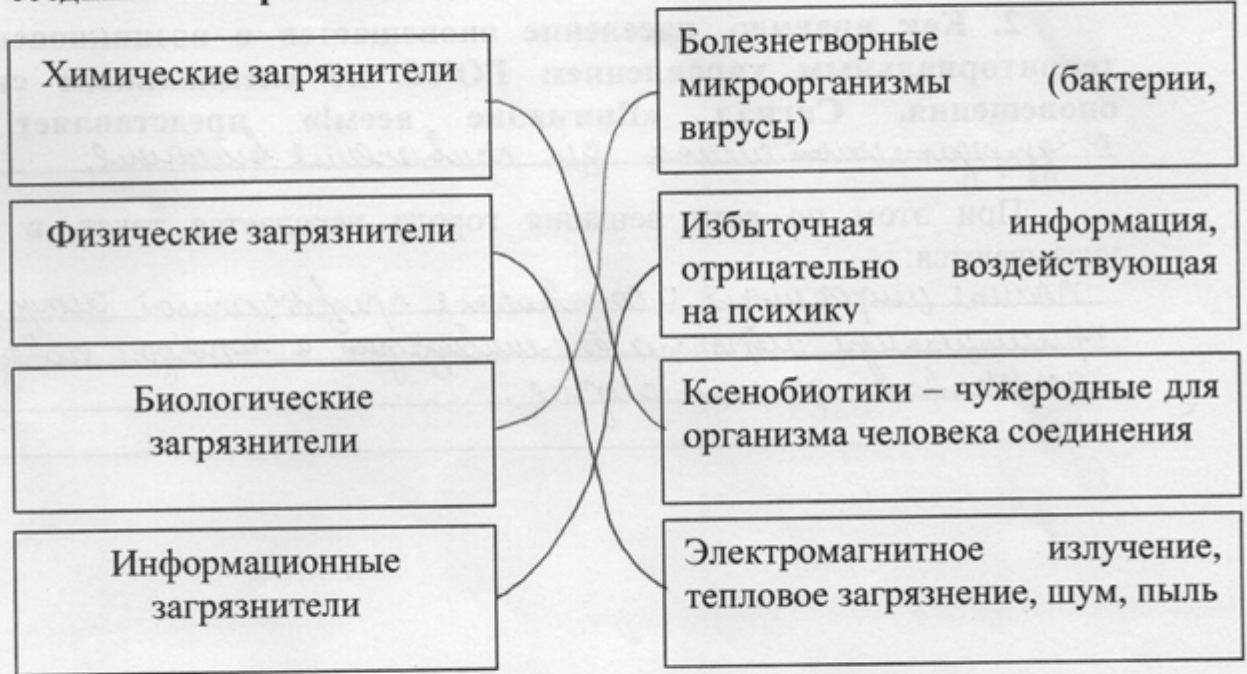 Химические загрязнители
Болезнетворные
микроорганизмы (бактерии,
вирусы)
Физические загрязнители
Избыточная информация,
отрицательно воздействующая
на психику
Биологические
загрязнители
Ксенобиотики – чужеродные для
организма человека соединения
Информационные
загрязнители
Электромагнитное излучение,
тепловое загрязнение, шум, пыль